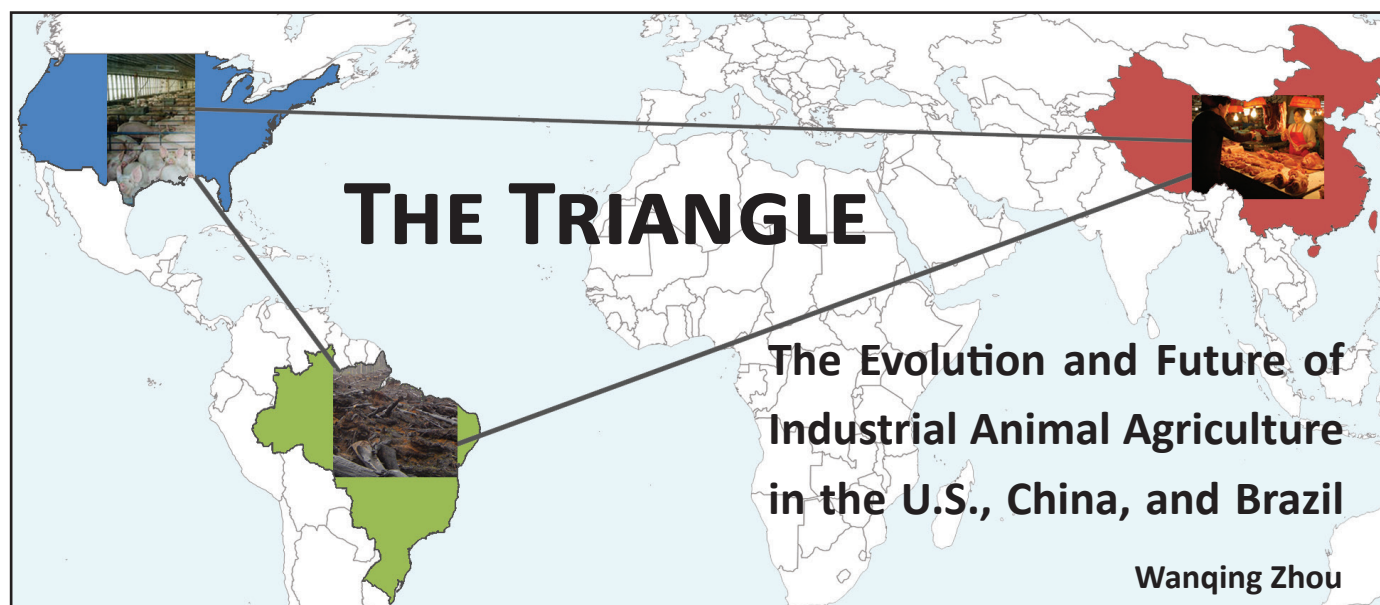 THE TRIANGLE
The Evolution and Future of
Industrial Animal Agriculture
in the U.S., China, and Brazil
Wanqing Zhou